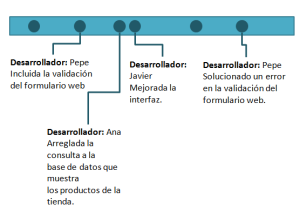 Desarrollador: Pepe
Incluida la validación
del formulario web
Desarrollador: Ana
Arreglada la
consulta a la
base de datos que
muestra
los productos de la
tienda.
Desarrollador:
Javier
Mejorada la
interfaz.
Desarrollador: Pepe
Solucionado un error
en la validación del
formulario web.